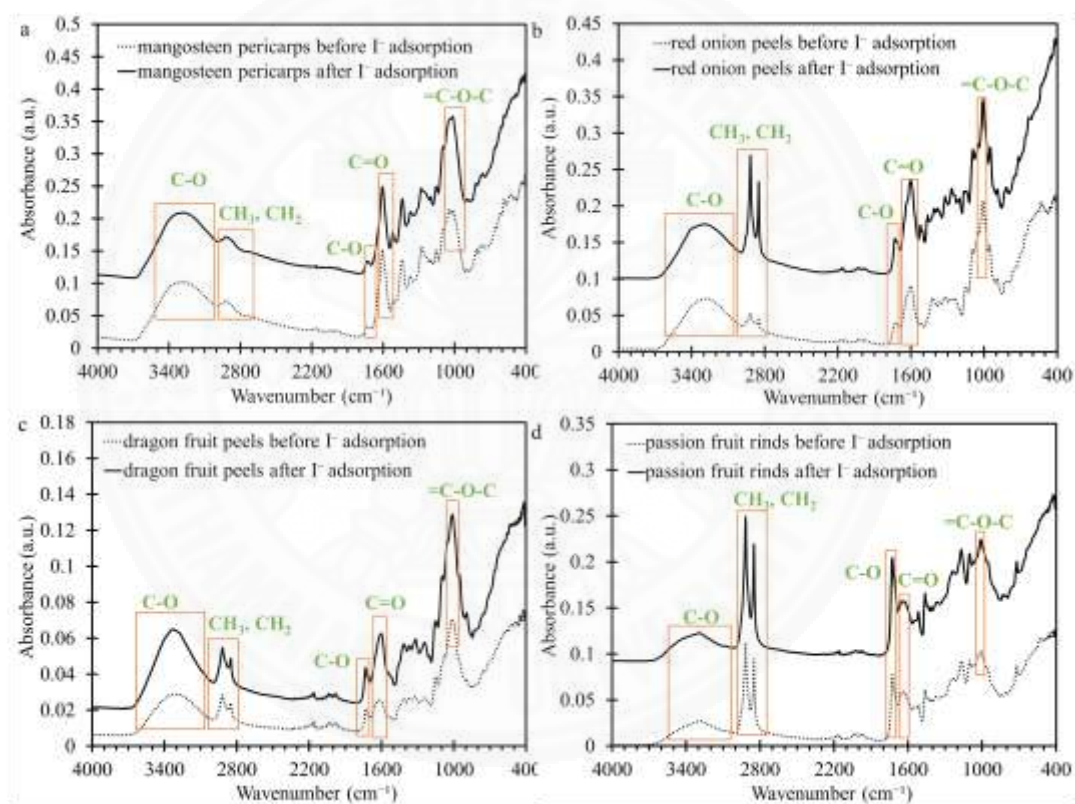 a
0.5
mangosteen pericarps before I⁻ adsorption
mangosteen pericarps after I⁻ adsorption
0.45
0.4
0.35
0.3
0.25
0.2
0.15
0.1
0.05
0
=C-O-C
C=O
C-O
CH₃, CH₂
C-O
Absorbance (a.u.)
4000 3400 2800 2200 1600 1000 400
Wavenumber (cm⁻¹)
b
0.45
red onion peels before I⁻ adsorption
red onion peels after I⁻ adsorption
0.4
0.35
0.3
0.25
0.2
0.15
0.1
0.05
0
=C-O-C
CH₃, CH₂
C=O
C-O
C-O
Absorbance (a.u.)
4000 3400 2800 2200 1600 1000 400
Wavenumber (cm⁻¹)
c
0.18
dragon fruit peels before I⁻ adsorption
dragon fruit peels after I⁻ adsorption
0.16
0.14
0.12
0.1
0.08
0.06
0.04
0.02
0
=C-O-C
C=O
C-O
CH₃, CH₂
C-O
Absorbance (a.u.)
4000 3400 2800 2200 1600 1000 400
Wavenumber (cm⁻¹)
d
0.35
passion fruit rinds before I⁻ adsorption
passion fruit rinds after I⁻ adsorption
0.3
0.25
0.2
0.15
0.1
0.05
0
CH₃, CH₂
=C-O-C
C-O
C=O
C-O
Absorbance (a.u.)
4000 3400 2800 2200 1600 1000 400
Wavenumber (cm⁻¹)